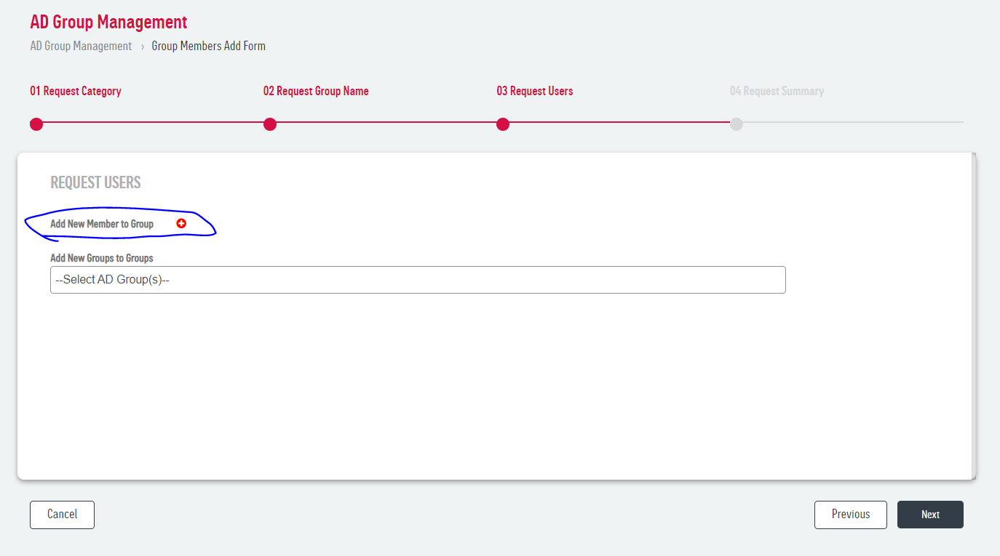 AD Group Management
AD Group Management › Group Members Add Form
01 Request Category
02 Request Group Name
03 Request Users
04 Request Summary
REQUEST USERS
Add New Member to Group
Add New Groups to Groups
--Select AD Group(s)--
Cancel
Previous
Next